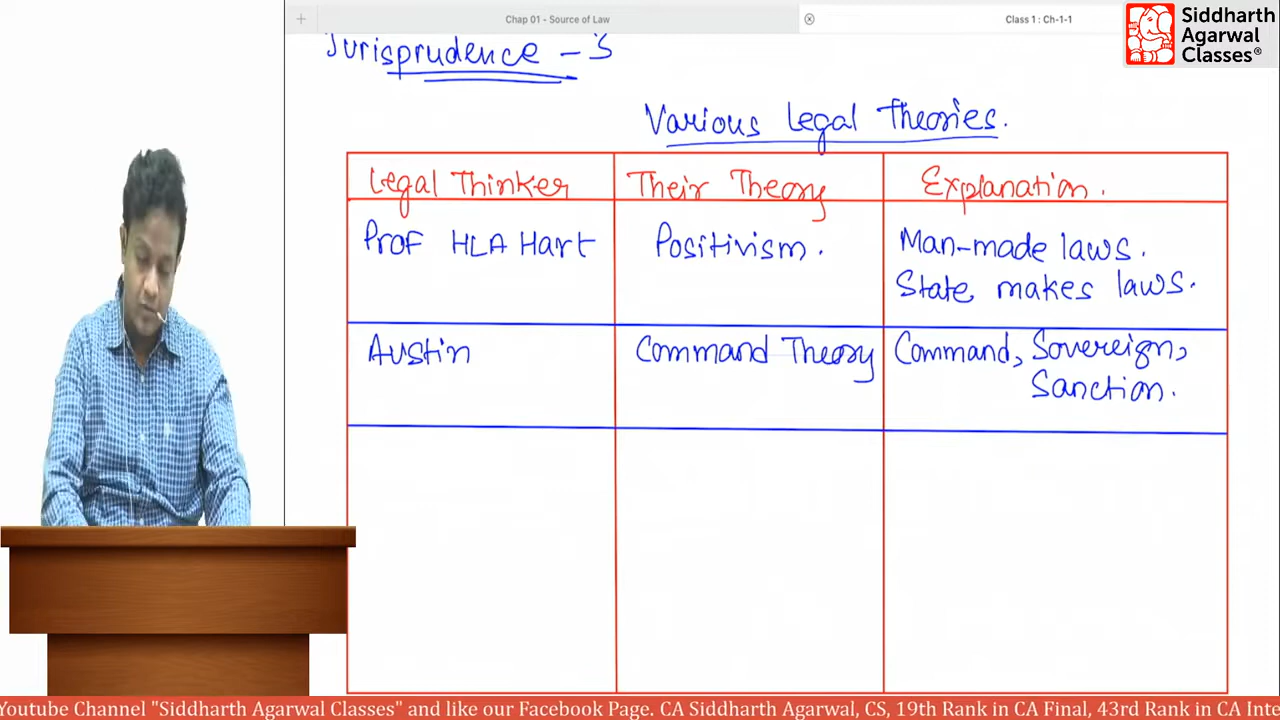 Chap 01 - Source of Law
Class 1 : Ch-1-1
Siddharth
Agarwal
Classes®
Jurisprudence - 3
Various Legal Theories.
Legal Thinker
Their Theory
Explanation.
Prof HLA Hart
Positivism.
Man-made laws.
State makes laws.
Austin
Command Theory
Command, Sovereign,
Sanction.
Youtube Channel "Siddharth Agarwal Classes" and like our Facebook Page. CA Siddharth Agarwal, CS, 19th Rank in CA Final, 43rd Rank in CA Inte